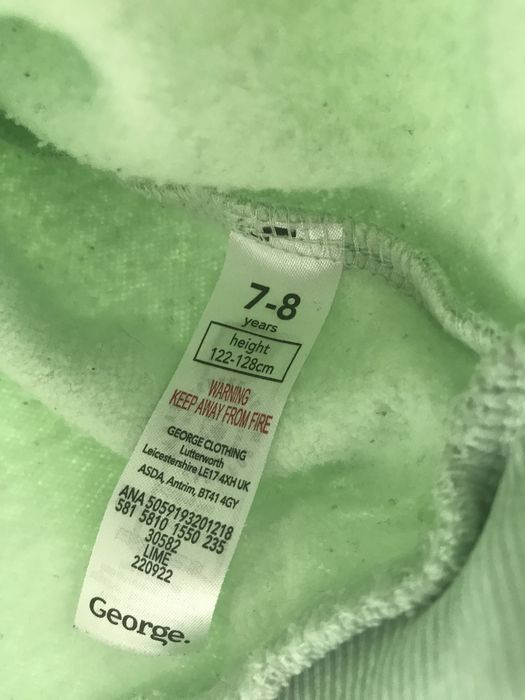 7-8
years
height
122-128cm
WARNING
KEEP AWAY FROM FIRE
GEORGE CLOTHING
Lutterworth
Leicestershire LE17 4XH UK
ASDA, Antrim, BT41 4GY
ANA 5059193201218
581 5810 1550 235
30582
LIME
220922
George.